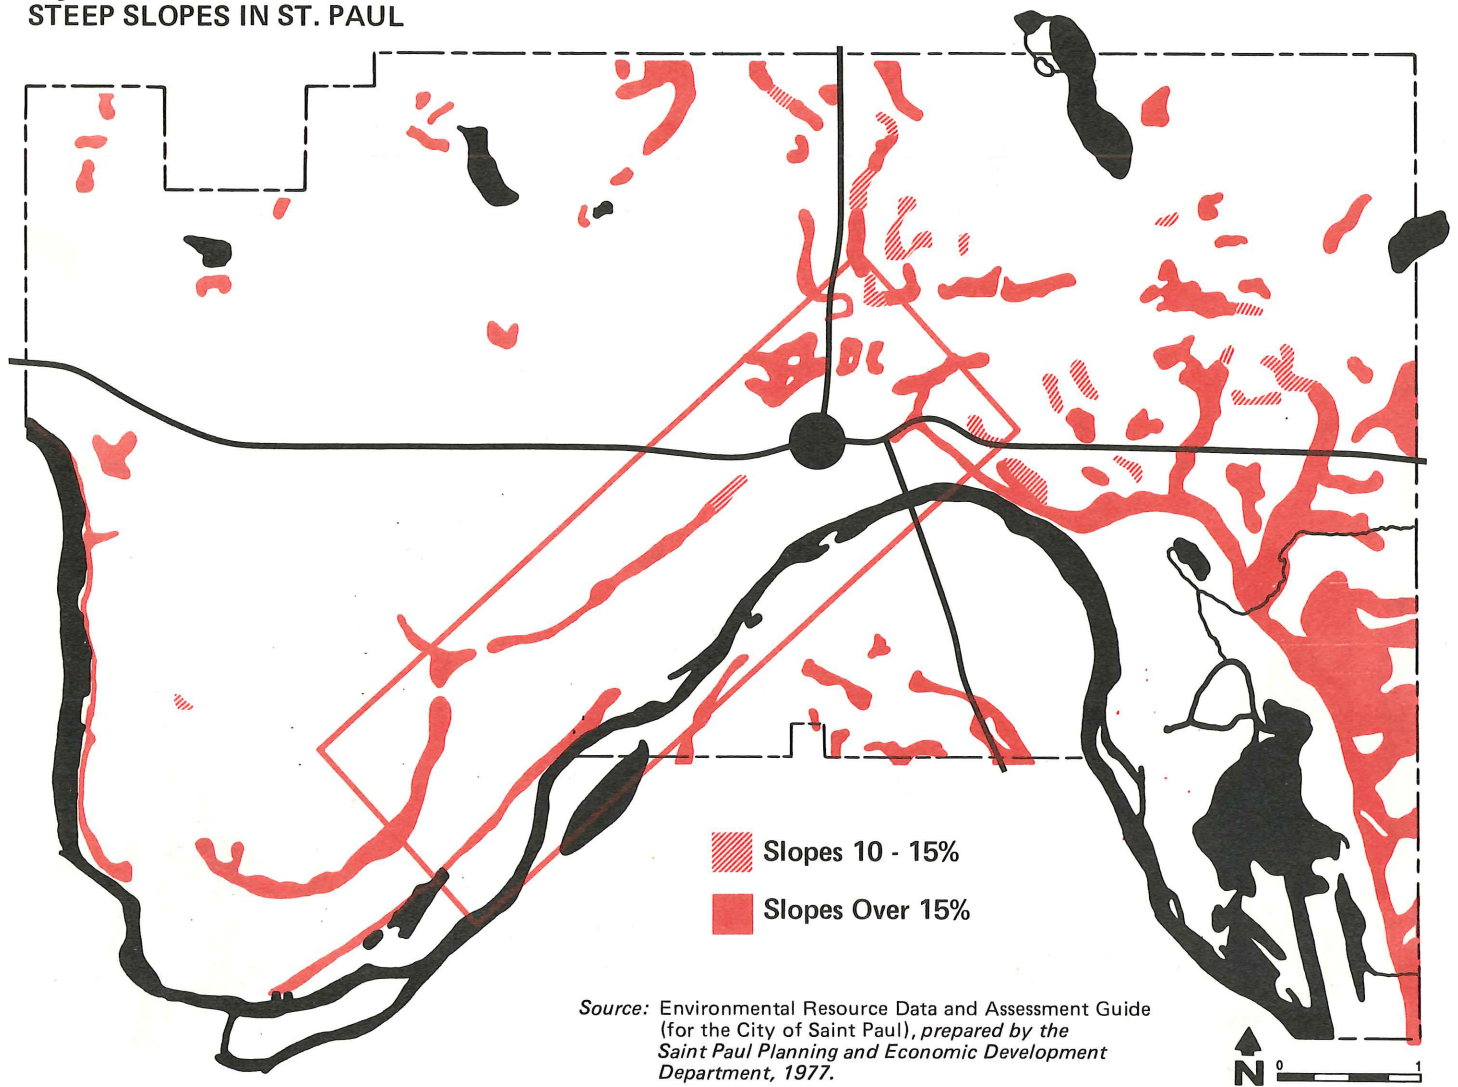 STEEP SLOPES IN ST. PAUL
Slopes 10 - 15%
Slopes Over 15%
Source: Environmental Resource Data and Assessment Guide
(for the City of Saint Paul), prepared by the
Saint Paul Planning and Economic Development
Department, 1977.
N
0 1